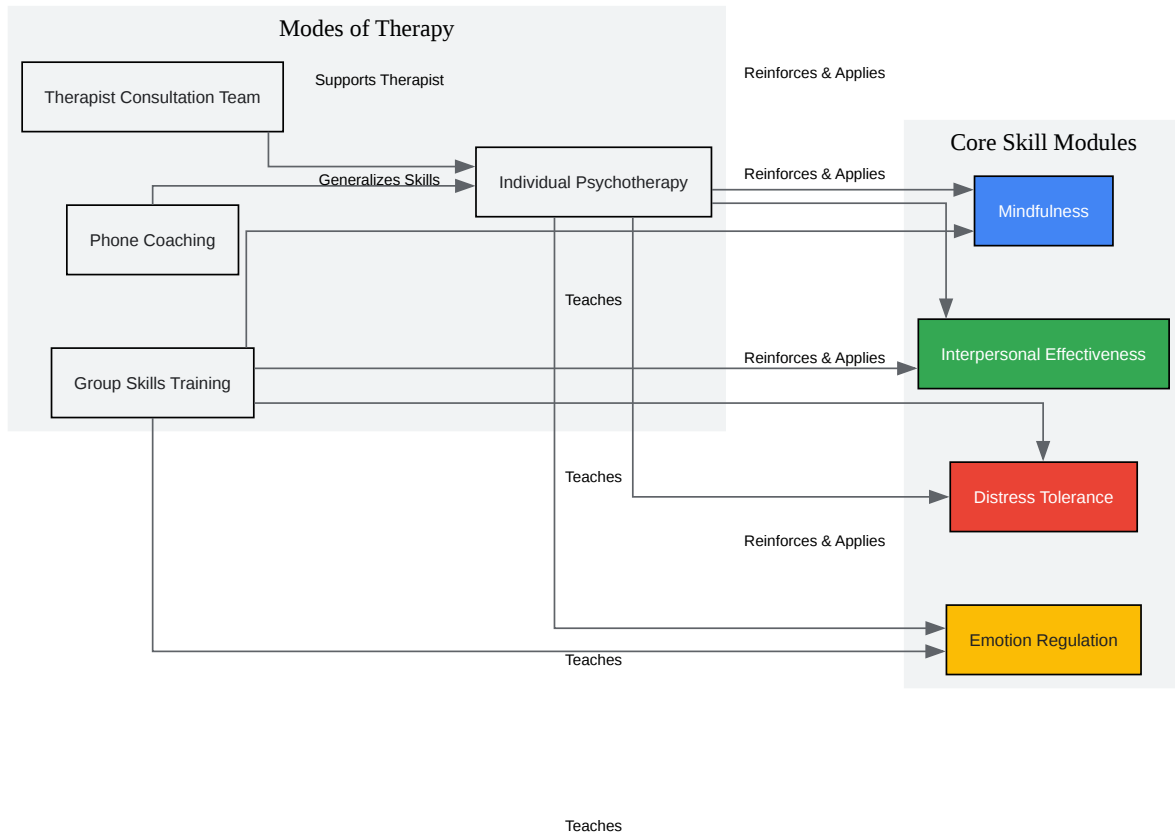 Modes of Therapy
Therapist Consultation Team
Supports Therapist
Reinforces & Applies
Core Skill Modules
Generalizes Skills
Individual Psychotherapy
Reinforces & Applies
Mindfulness
Phone Coaching
Teaches
Group Skills Training
Reinforces & Applies
Interpersonal Effectiveness
Teaches
Distress Tolerance
Reinforces & Applies
Emotion Regulation
Teaches
Teaches